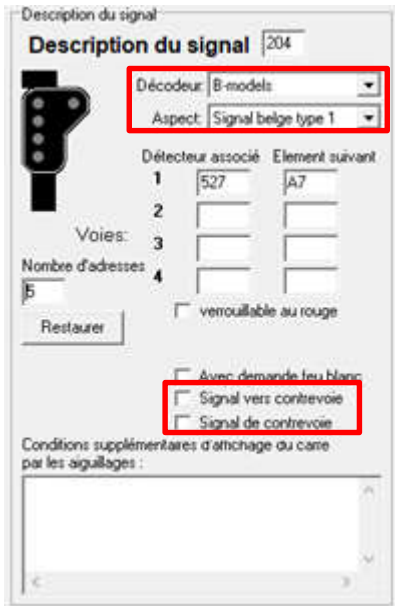 Description du signal
Description du signal 204
Décodeur: B-models
Aspect: Signal belge type 1
Détecteur associé Element suivant
1 527 A7
2
Voies: 3
Nombre d'adresses 4
5
verrouillable au rouge
Restaurer
Avec demande feu blanc
Signal vers contrevoie
Signal de contrevoie
Conditions supplémentaires d'affichage du carré
par les aiguillages :